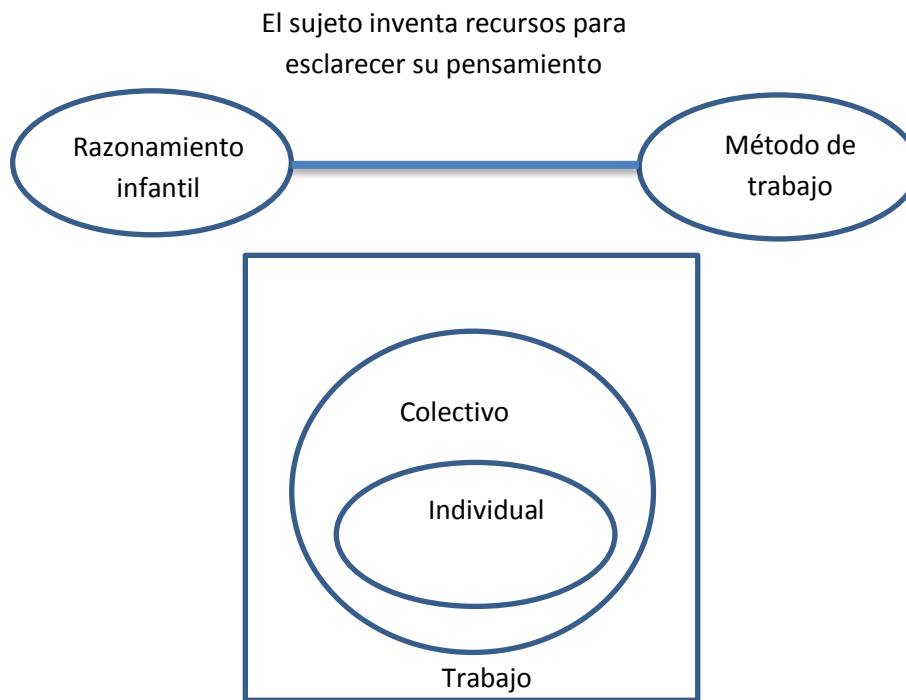 El sujeto inventa recursos para
esclarecer su pensamiento
Razonamiento
infantil
Método de
trabajo
Colectivo
Individual
Trabajo